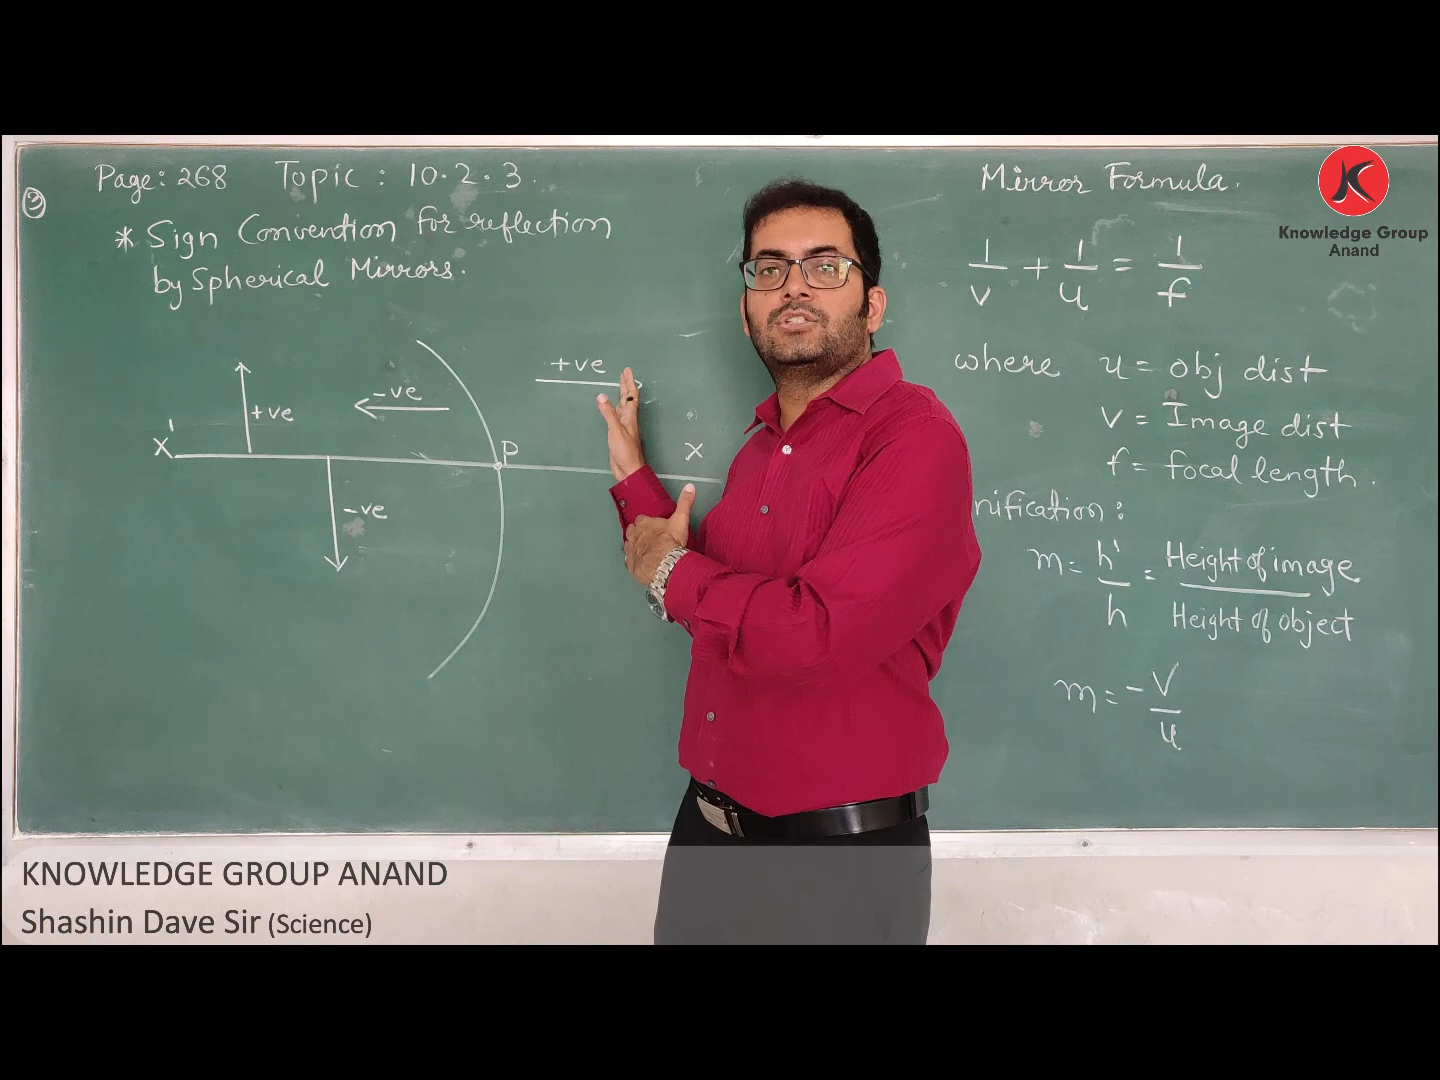 Page: 268 Topic : 10.2.3.
③
* Sign Convention for reflection
by Spherical Mirrors.
+ve
-ve
+ve
X'
P
X
-ve
Mirror Formula.
1/v + 1/u = 1/f
where u = obj dist
v = Image dist
f = focal length.
nification:
m = h'/h = Height of image/Height of object
m = - v/u
K
Knowledge Group
Anand
KNOWLEDGE GROUP ANAND
Shashin Dave Sir (Science)